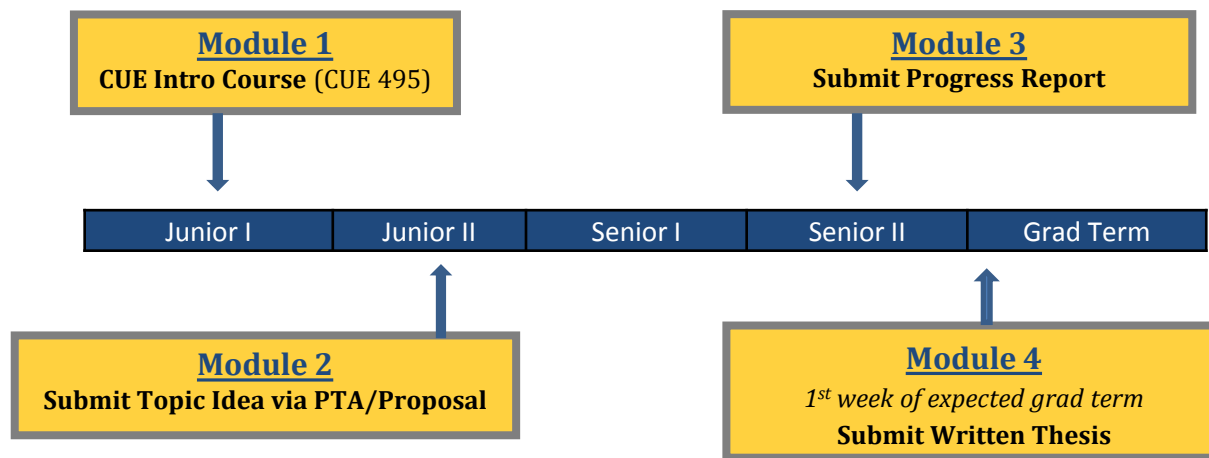 Module 1
CUE Intro Course (CUE 495)
Module 3
Submit Progress Report
Junior I
Junior II
Senior I
Senior II
Grad Term
Module 2
Submit Topic Idea via PTA/Proposal
Module 4
1st week of expected grad term
Submit Written Thesis